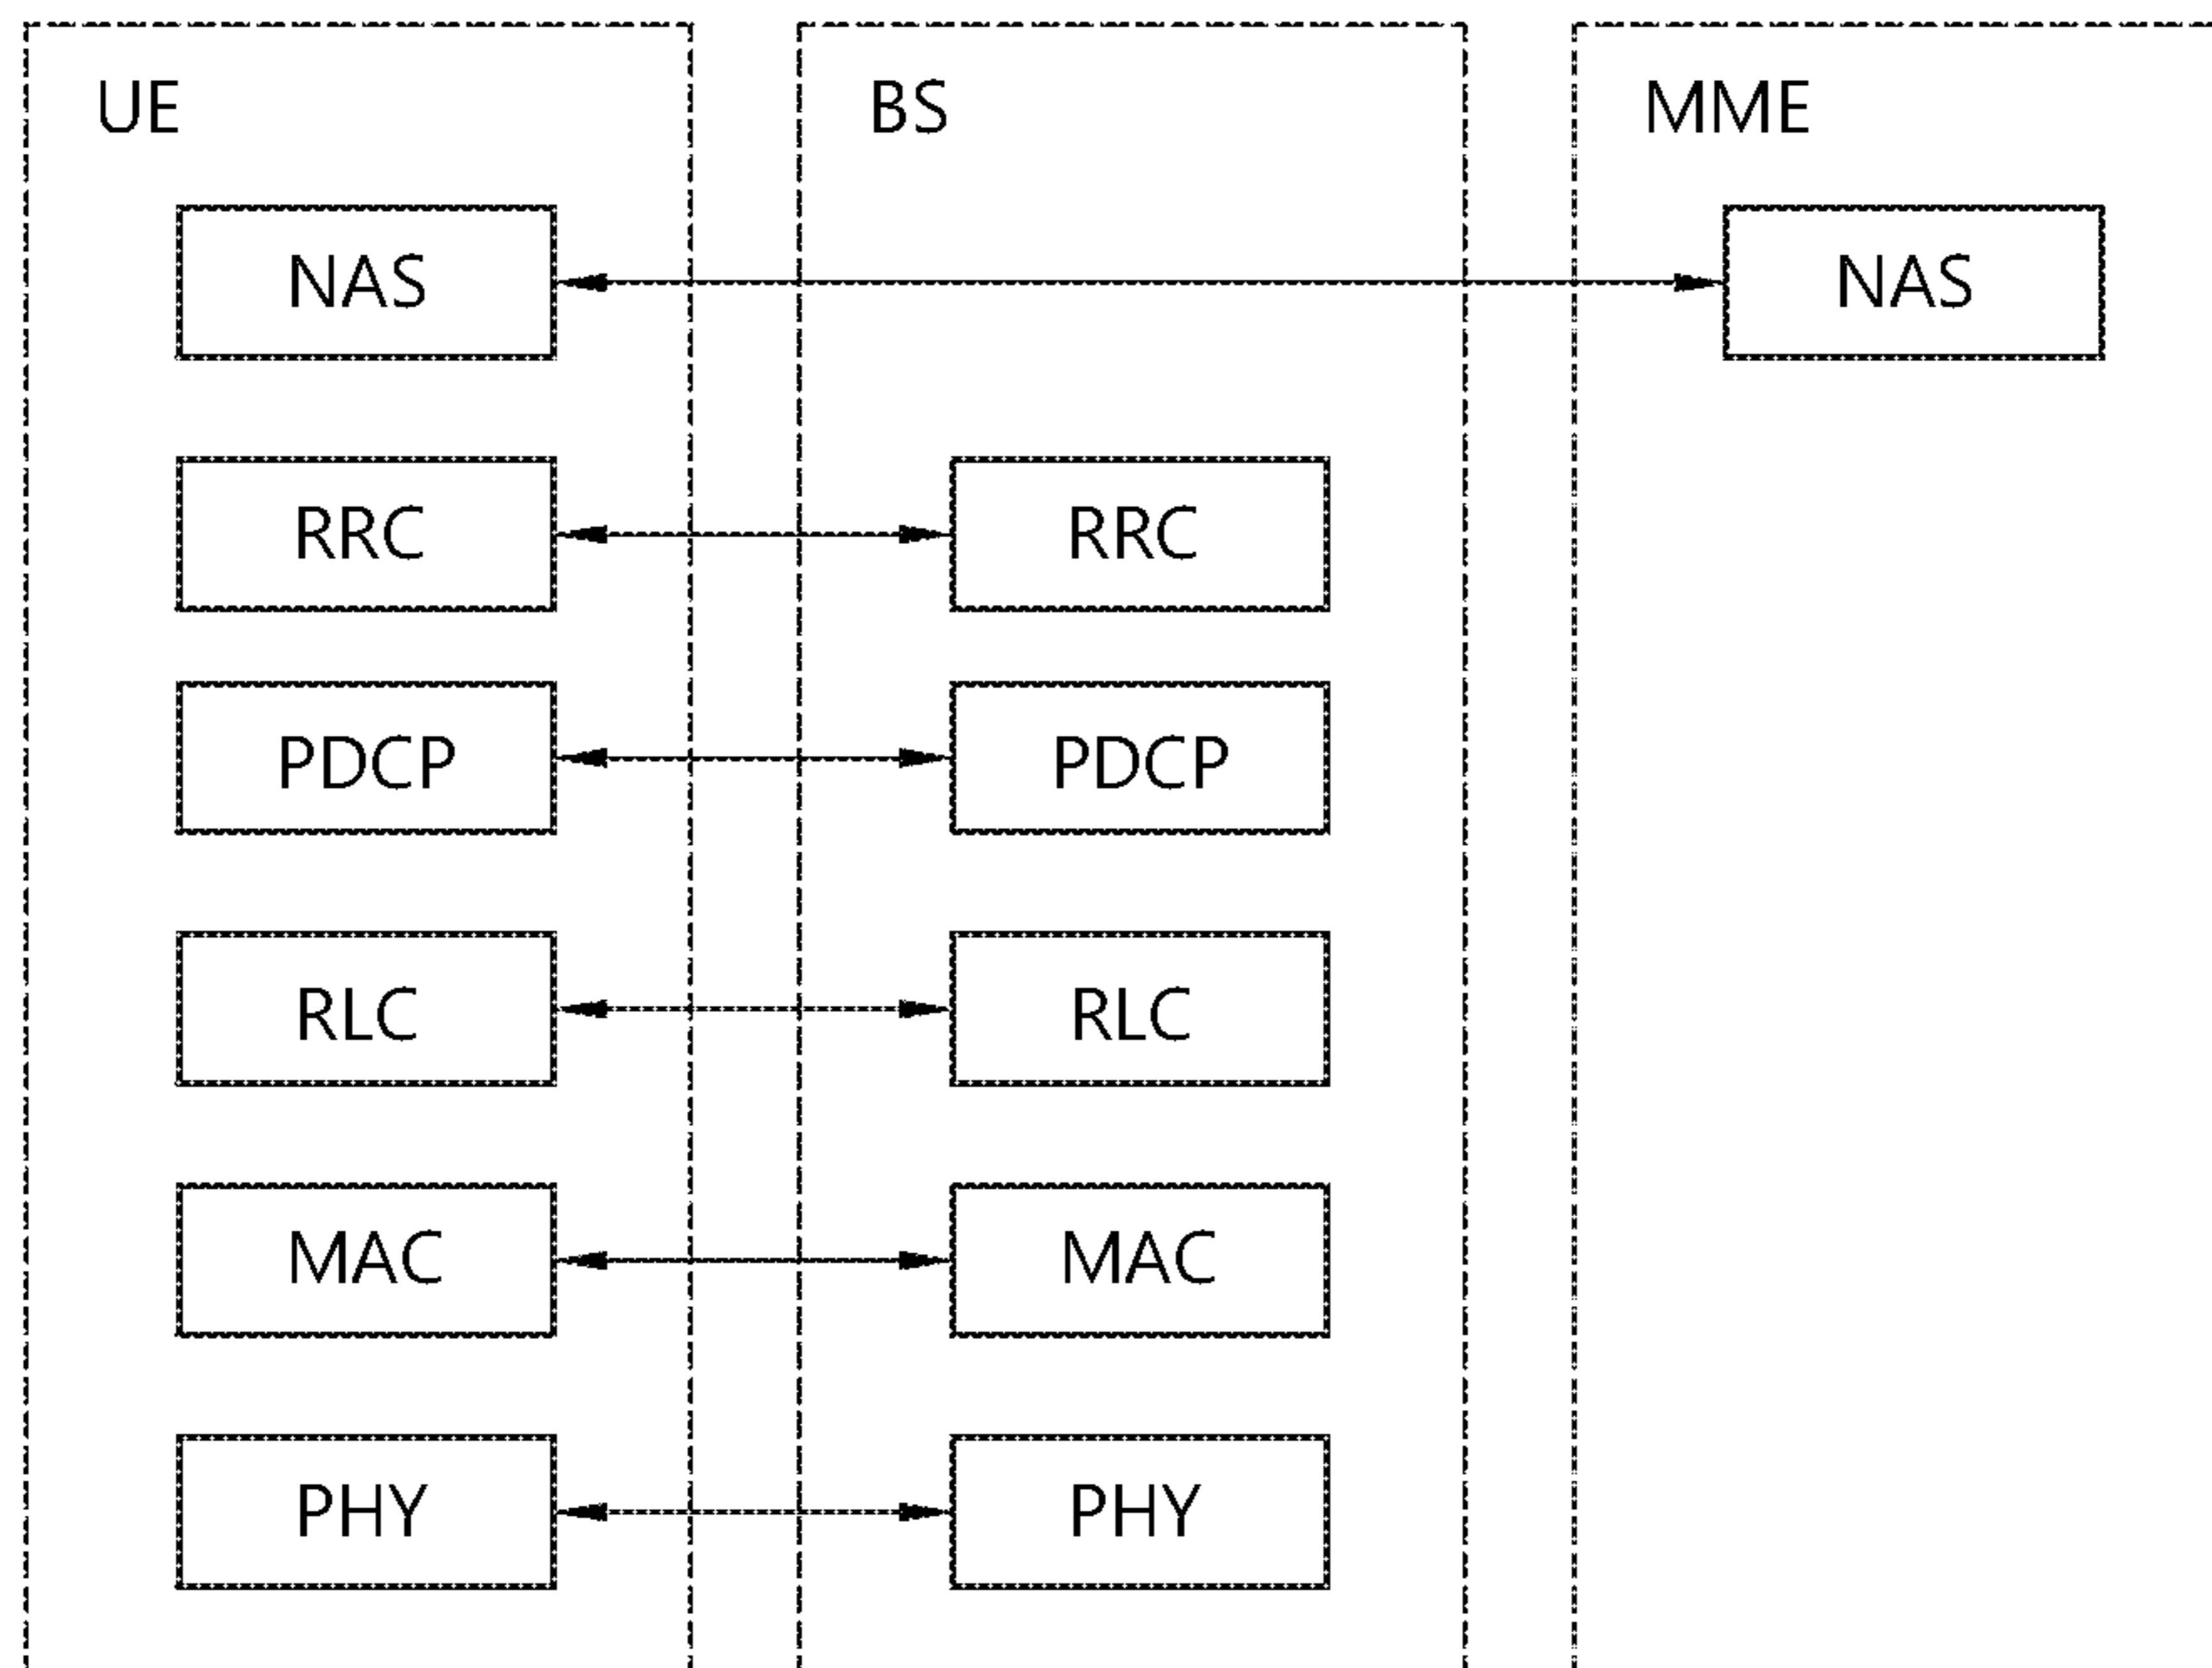 UE
BS
MME
NAS
NAS
RRC
RRC
PDCP
PDCP
RLC
RLC
MAC
MAC
PHY
PHY